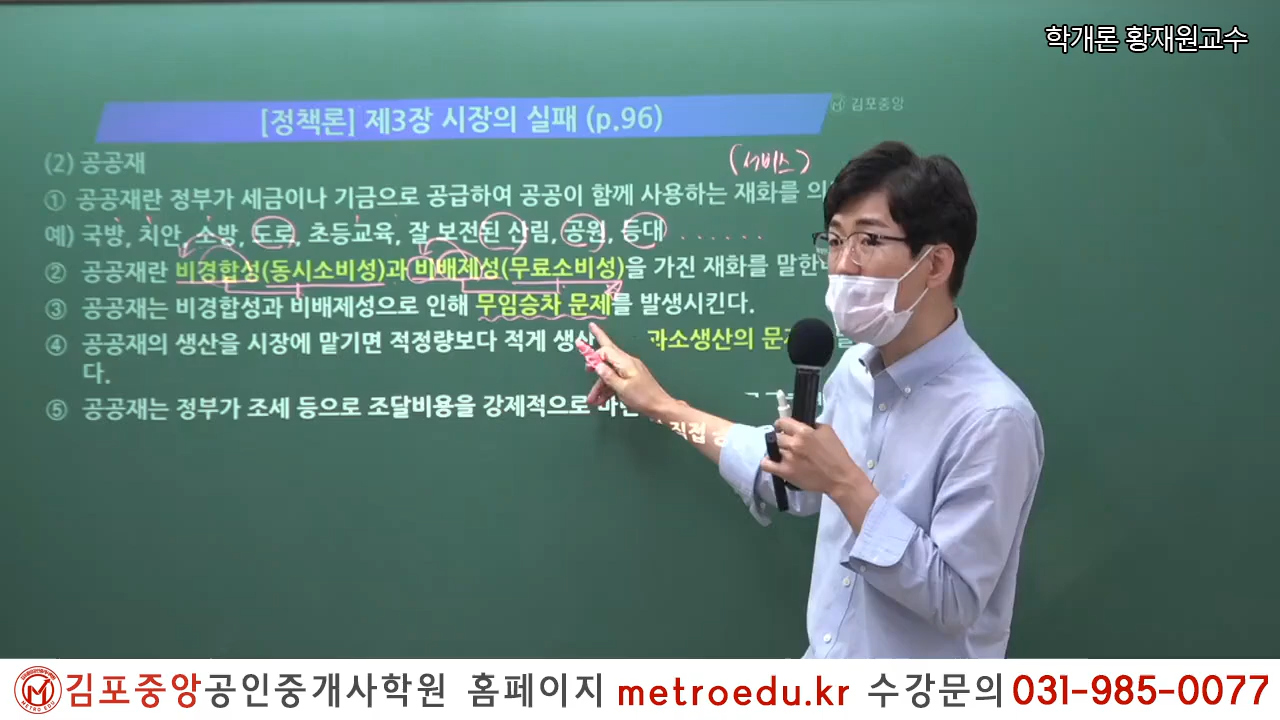 학개론 황재원교수
[정책론] 제3장 시장의 실패 (p.96)
김포중앙
(2) 공공재
(서비스)
① 공공재란 정부가 세금이나 기금으로 공급하여 공공이 함께 사용하는 재화를 의
예) 국방, 치안, 소방, 도로, 초등교육, 잘 보전된 산림, 공원, 등대 . . . . . .
② 공공재란 비경합성(동시소비성)과 비배제성(무료소비성)을 가진 재화를 말한
③ 공공재는 비경합성과 비배제성으로 인해 무임승차 문제를 발생시킨다.
④ 공공재의 생산을 시장에 맡기면 적정량보다 적게 생산 과소생산의 문
다.
⑤ 공공재는 정부가 조세 등으로 조달비용을 강제적으로 직접
METRO EDU
김포중앙공인중개사학원 홈페이지 metroedu.kr 수강문의 031-985-0077